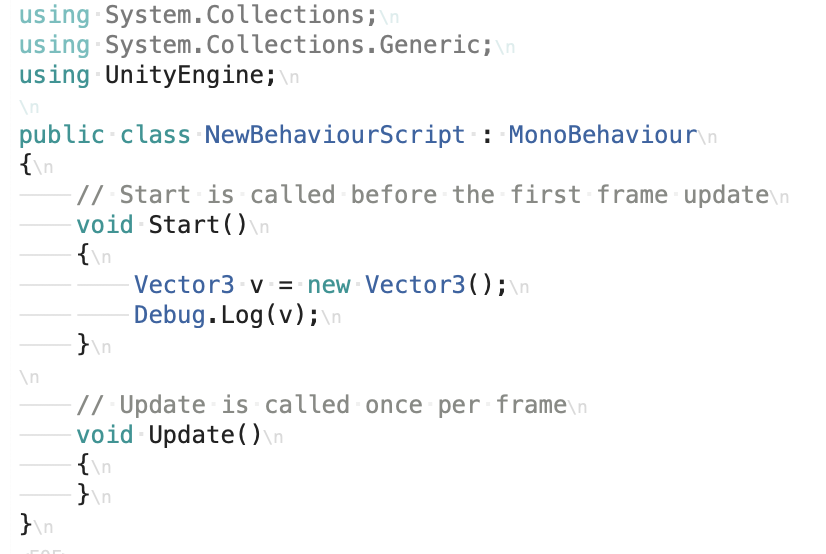 using System.Collections;\n
using System.Collections.Generic;\n
using UnityEngine;\n
\n
public class NewBehaviourScript : MonoBehaviour\n
{\n
// Start is called before the first frame update\n
void Start()\n
{\n
Vector3 v = new Vector3();\n
Debug.Log(v);\n
}\n
\n
// Update is called once per frame\n
void Update()\n
{\n
}\n
}\n